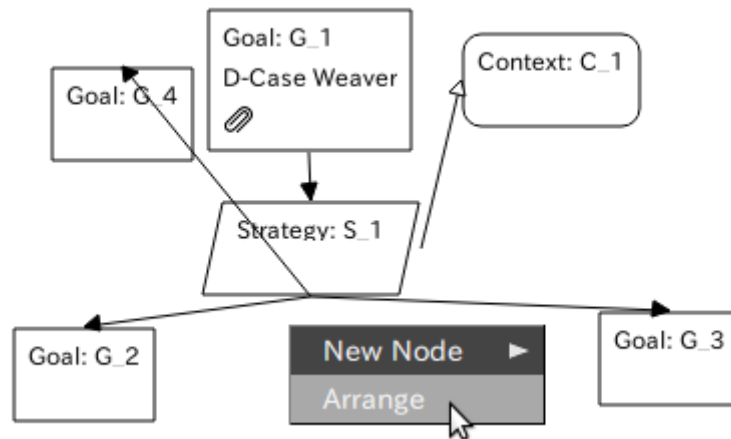 Goal: G_1
D-Case Weaver
Context: C_1
Goal: G_4
Strategy: S_1
Goal: G_2
Goal: G_3
New Node
Arrange